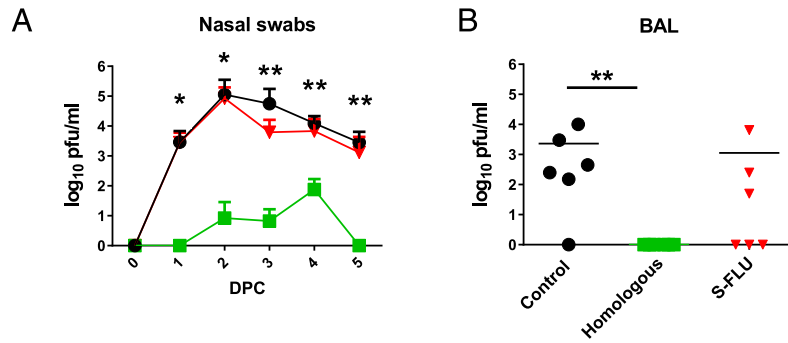 A
Nasal swabs
log10 pfu/ml
6
5
4
3
2
1
0
* * ** ** **
0 1 2 3 4 5
DPC
B
BAL
log10 pfu/ml
6
5
4
3
2
1
0
**
Control Homologous S-FLU